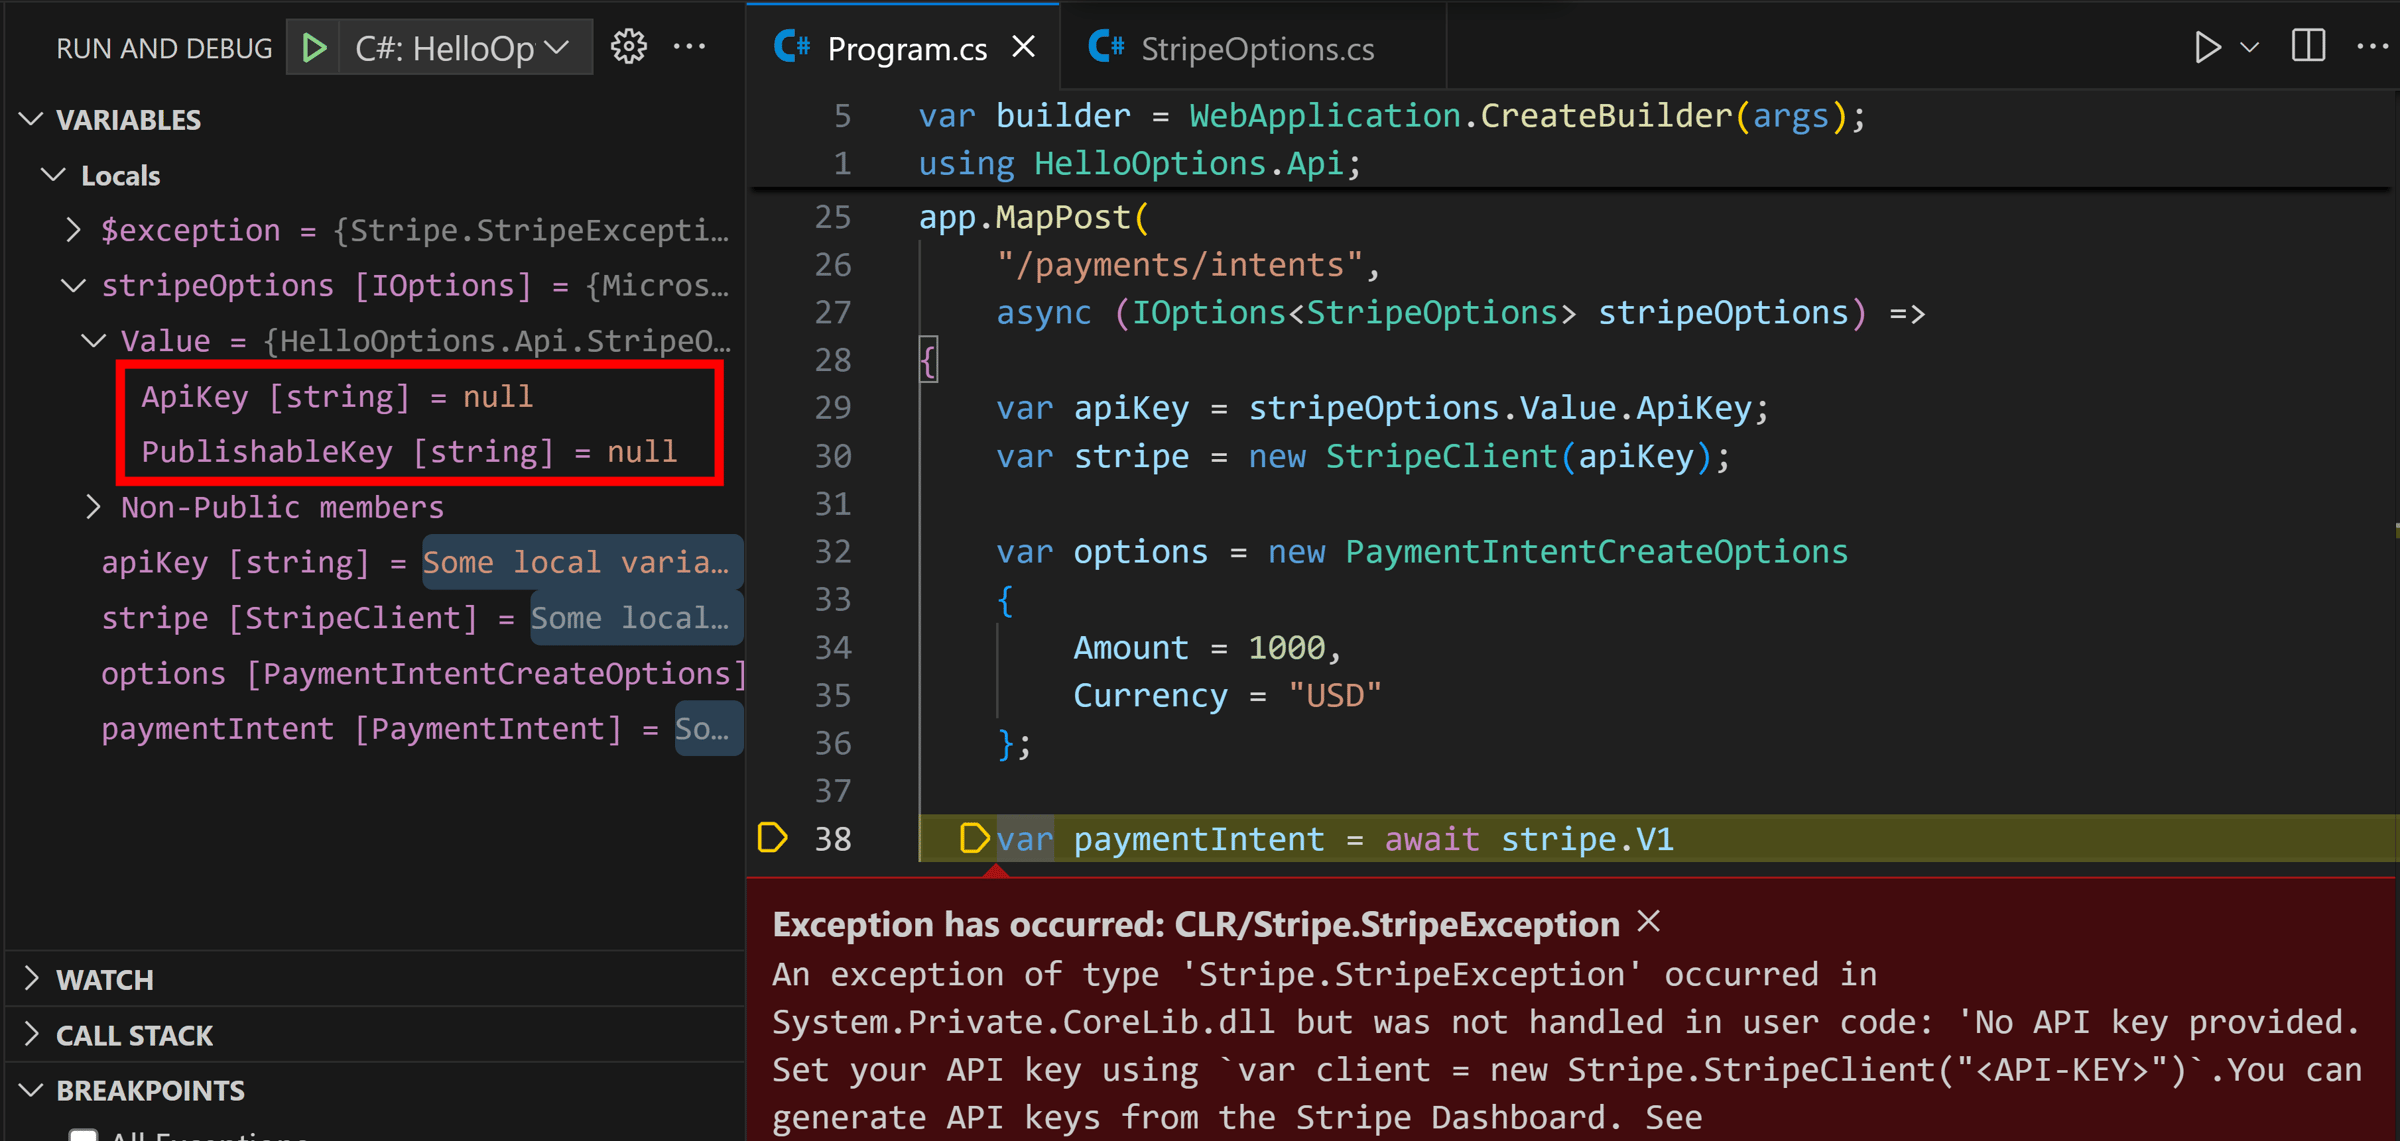 RUN AND DEBUG
C#: HelloOp
VARIABLES
Locals
$exception = {Stripe.StripeExcepti…
stripeOptions [IOptions] = {Micros…
Value = {HelloOptions.Api.StripeO…
ApiKey [string] = null
PublishableKey [string] = null
Non-Public members
apiKey [string] = Some local varia…
stripe [StripeClient] = Some local…
options [PaymentIntentCreateOptions]
paymentIntent [PaymentIntent] = So…
WATCH
CALL STACK
BREAKPOINTS
All Exceptions
C# Program.cs
C# StripeOptions.cs
5 var builder = WebApplication.CreateBuilder(args);
1 using HelloOptions.Api;
25 app.MapPost(
26 "/payments/intents",
27 async (IOptions<StripeOptions> stripeOptions) =>
28 {
29 var apiKey = stripeOptions.Value.ApiKey;
30 var stripe = new StripeClient(apiKey);
31
32 var options = new PaymentIntentCreateOptions
33 {
34 Amount = 1000,
35 Currency = "USD"
36 };
37
38 var paymentIntent = await stripe.V1
Exception has occurred: CLR/Stripe.StripeException
An exception of type 'Stripe.StripeException' occurred in
System.Private.CoreLib.dll but was not handled in user code: 'No API key provided.
Set your API key using `var client = new Stripe.StripeClient("<API-KEY>")`.You can
generate API keys from the Stripe Dashboard. See